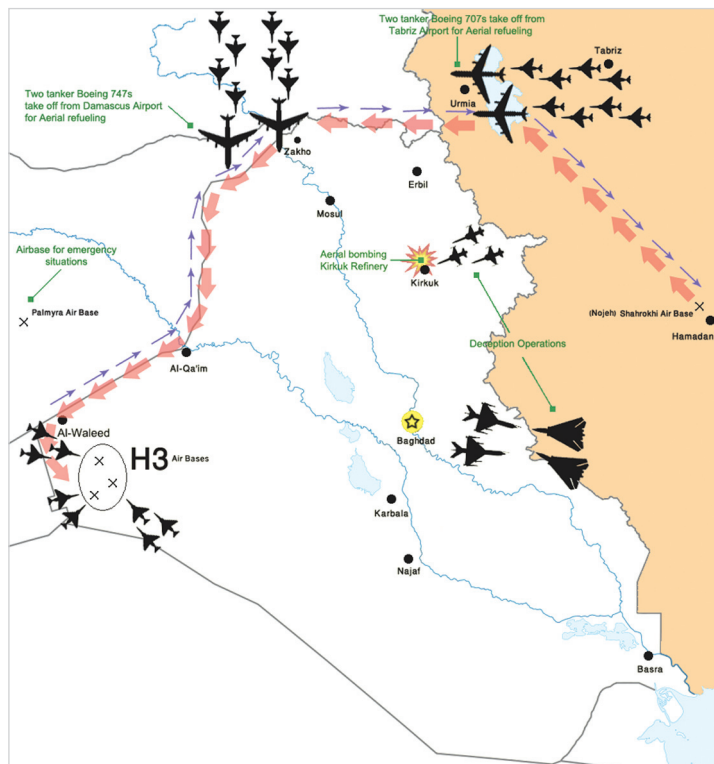 Two tanker Boeing 707s take off from
Tabriz Airport for Aerial refueling
Tabriz
Urmia
Two tanker Boeing 747s
take off from Damascus Airport
for Aerial refueling
Zakho
Erbil
Mosul
Airbase for emergency
situations
Aerial bombing
Kirkuk Refinery
Kirkuk
Palmyra Air Base
(Nojeh) Shahrokhi Air Base
Hamadan
Deception Operations
Al-Qa'im
Al-Waleed
Baghdad
H3 Air Bases
Karbala
Najaf
Basra